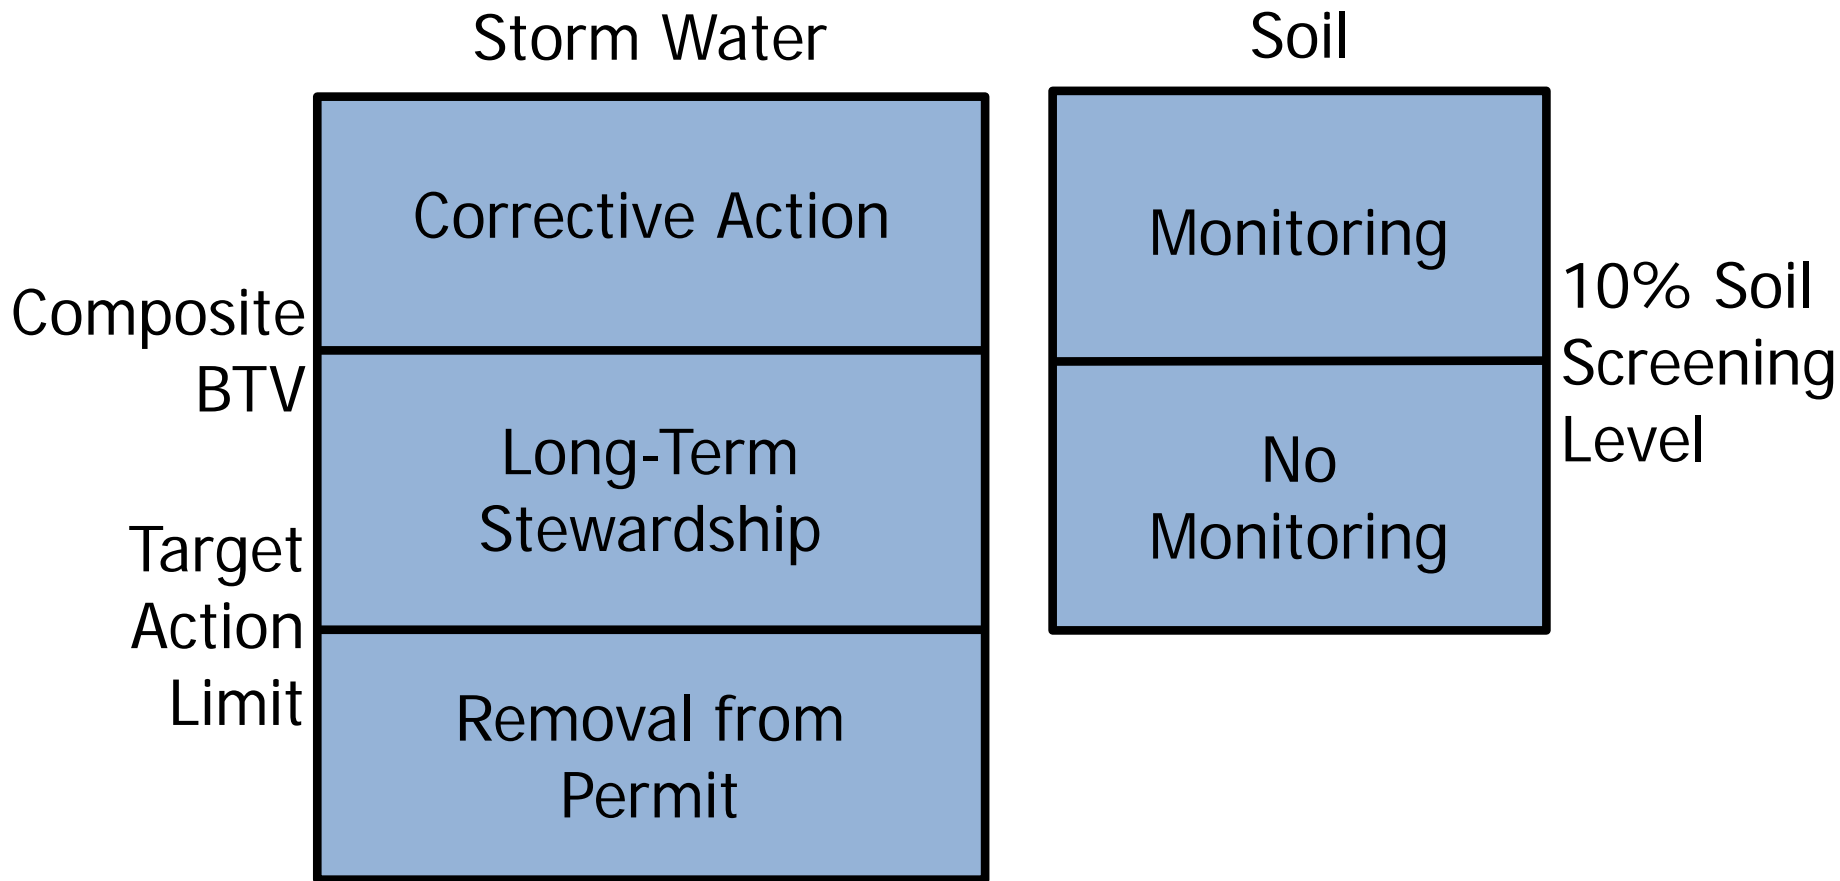 Storm Water
Soil
Corrective Action
Monitoring
Composite
BTV
10% Soil
Screening
Level
Long-Term
Stewardship
No
Monitoring
Target
Action
Limit
Removal from
Permit